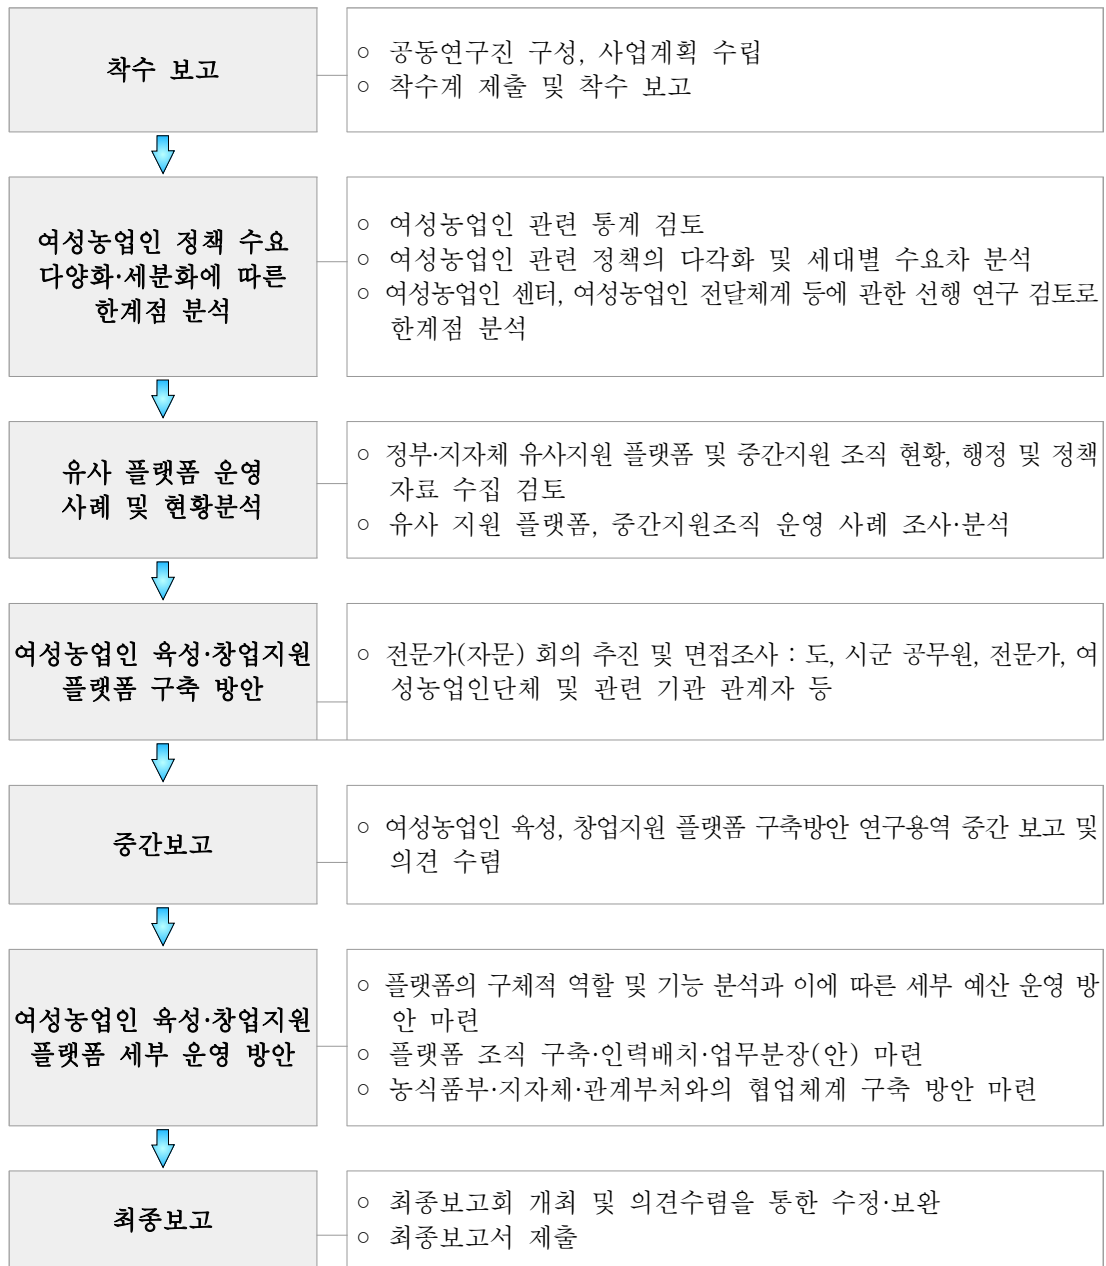 착수 보고
○ 공동연구진 구성, 사업계획 수립
○ 착수계 제출 및 착수 보고
여성농업인 정책 수요
다양화·세분화에 따른
한계점 분석
○ 여성농업인 관련 통계 검토
○ 여성농업인 관련 정책의 다각화 및 세대별 수요차 분석
○ 여성농업인 센터, 여성농업인 전달체계 등에 관한 선행 연구 검토로
한계점 분석
유사 플랫폼 운영
사례 및 현황분석
○ 정부·지자체 유사지원 플랫폼 및 중간지원 조직 현황, 행정 및 정책
자료 수집 검토
○ 유사 지원 플랫폼, 중간지원조직 운영 사례 조사·분석
여성농업인 육성·창업지원
플랫폼 구축 방안
○ 전문가(자문) 회의 추진 및 면접조사 : 도, 시군 공무원, 전문가, 여
성농업인단체 및 관련 기관 관계자 등
중간보고
○ 여성농업인 육성, 창업지원 플랫폼 구축방안 연구용역 중간 보고 및
의견 수렴
여성농업인 육성·창업지원
플랫폼 세부 운영 방안
○ 플랫폼의 구체적 역할 및 기능 분석과 이에 따른 세부 예산 운영 방
안 마련
○ 플랫폼 조직 구축·인력배치·업무분장(안) 마련
○ 농식품부·지자체·관계부처와의 협업체계 구축 방안 마련
최종보고
○ 최종보고회 개최 및 의견수렴을 통한 수정·보완
○ 최종보고서 제출